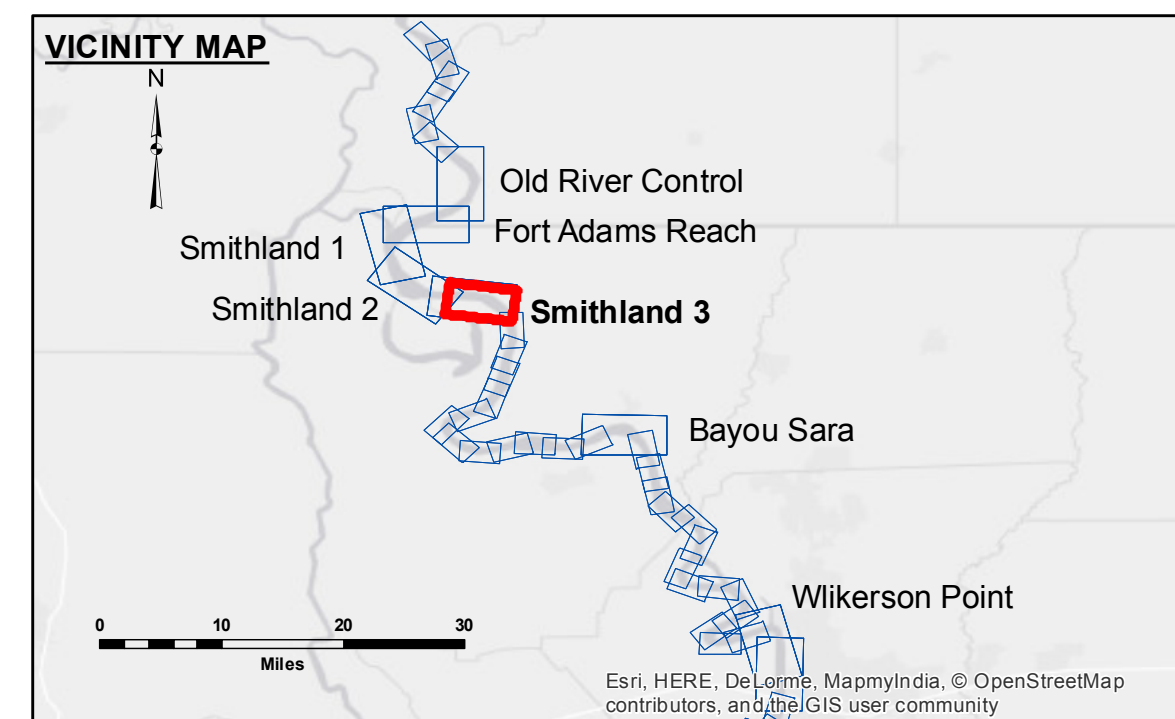 VICINITY MAP
N
Old River Control
Fort Adams Reach
Smithland 1
Smithland 2
Smithland 3
Bayou Sara
Wlikerson Point
0 10 20 30
Miles
Esri, HERE, DeLorme, MapmyIndia, © OpenStreetMap
contributors, and the GIS user community